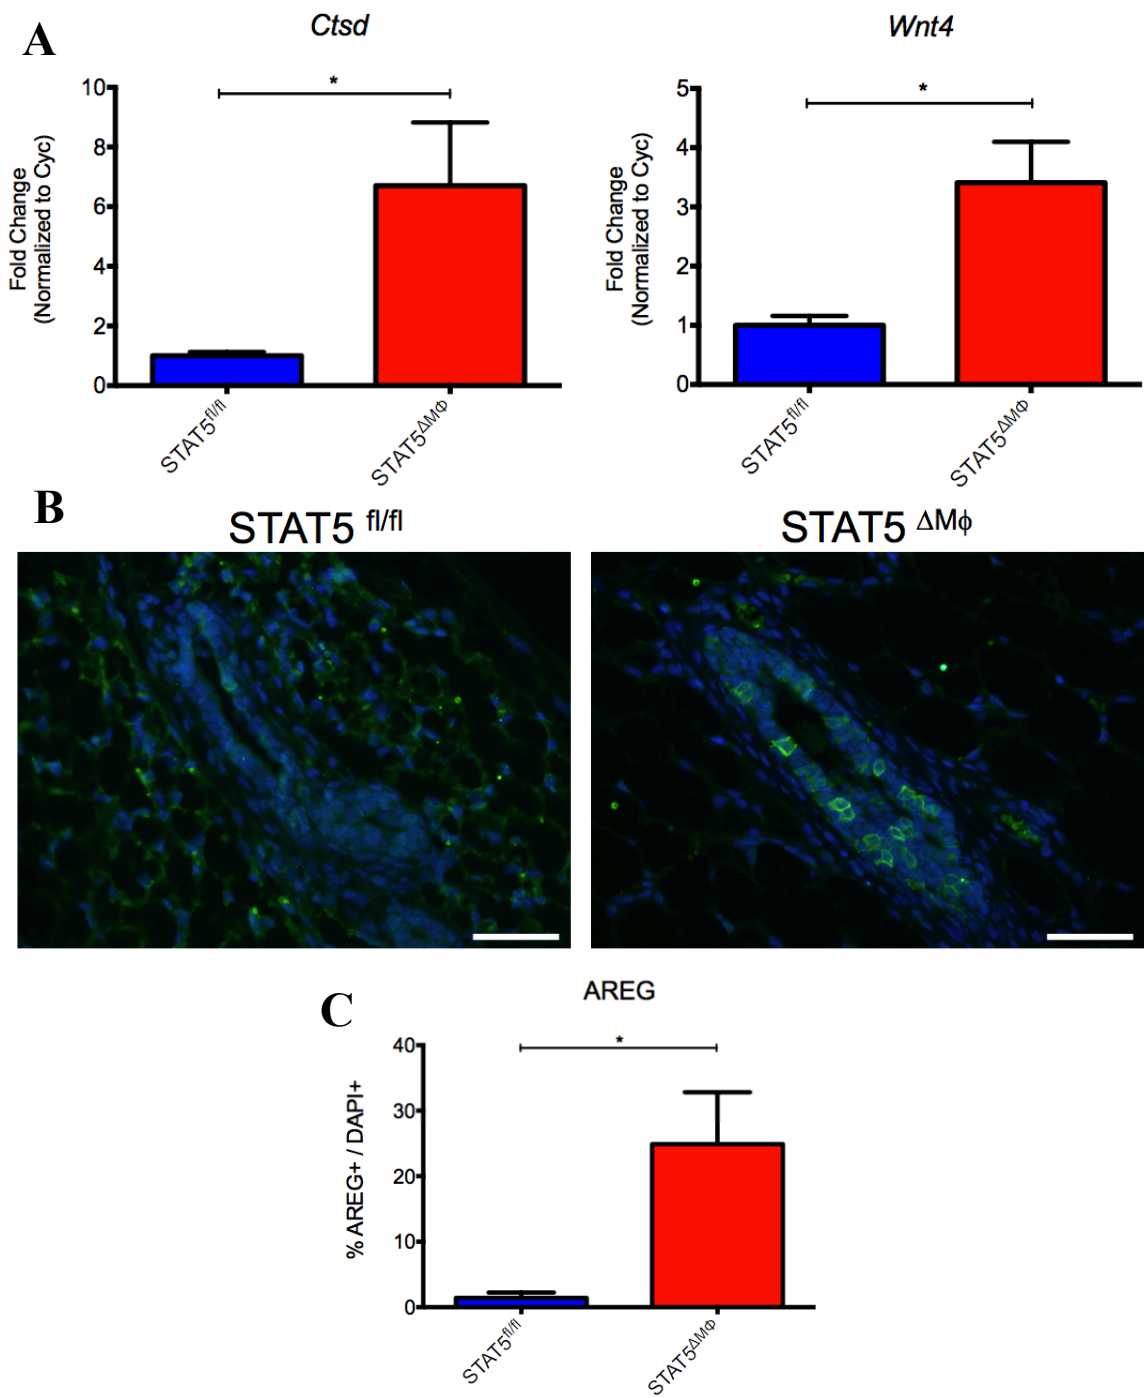 A
Ctsd
Wnt4
*
*
Fold Change
(Normalized to Cyc)
10
8
6
4
2
0
STAT5fl/fl
STAT5ΔMΦ
Fold Change
(Normalized to Cyc)
5
4
3
2
1
0
STAT5fl/fl
STAT5ΔMΦ
B
STAT5 fl/fl
STAT5 ΔMϕ
C
AREG
*
% AREG+ / DAPI+
40
30
20
10
0
STAT5fl/fl
STAT5ΔMΦ